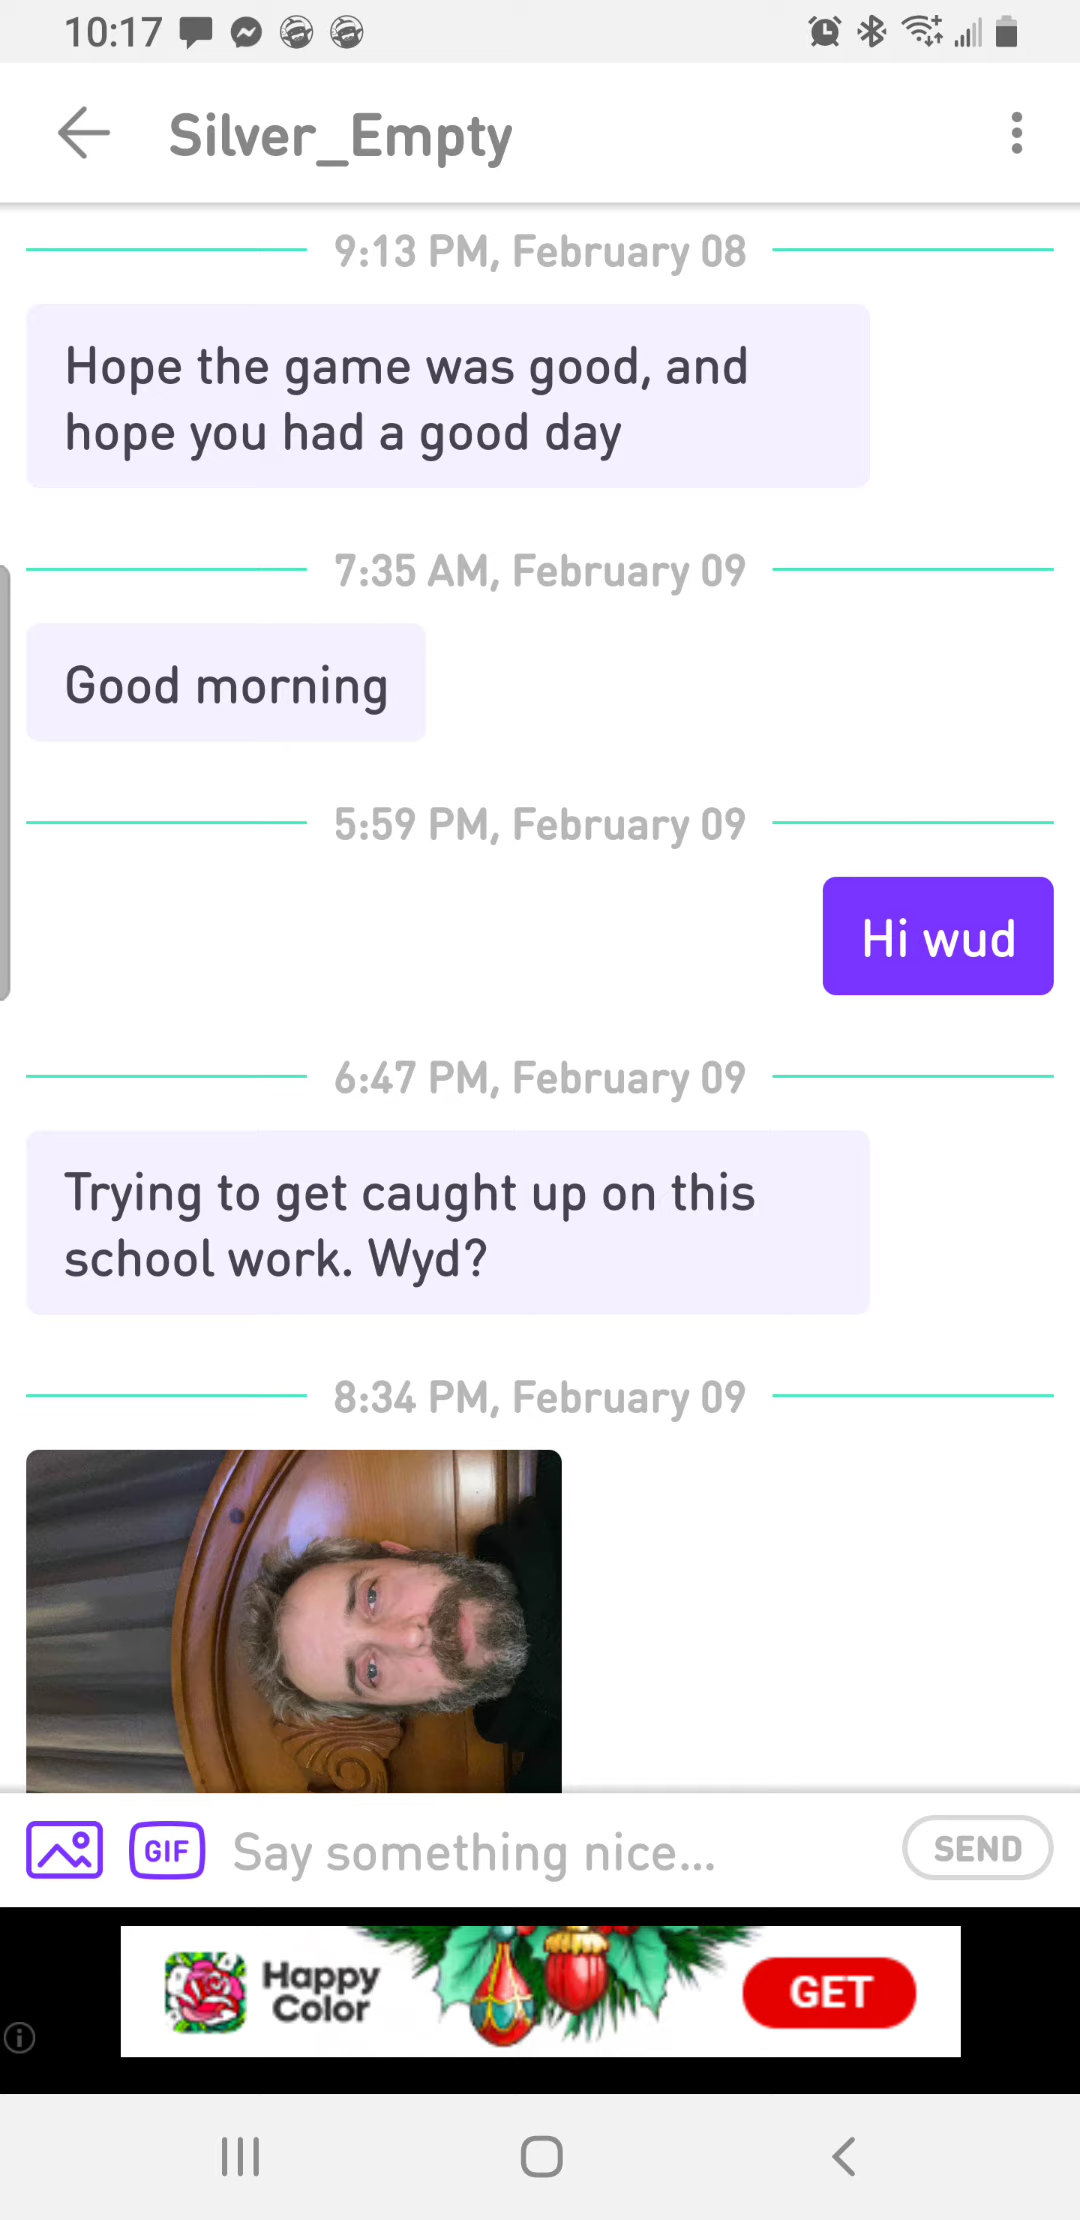 10:17
Silver_Empty
9:13 PM, February 08
Hope the game was good, and
hope you had a good day
7:35 AM, February 09
Good morning
5:59 PM, February 09
Hi wud
6:47 PM, February 09
Trying to get caught up on this
school work. Wyd?
8:34 PM, February 09
GIF
Say something nice...
SEND
Happy
Color
GET